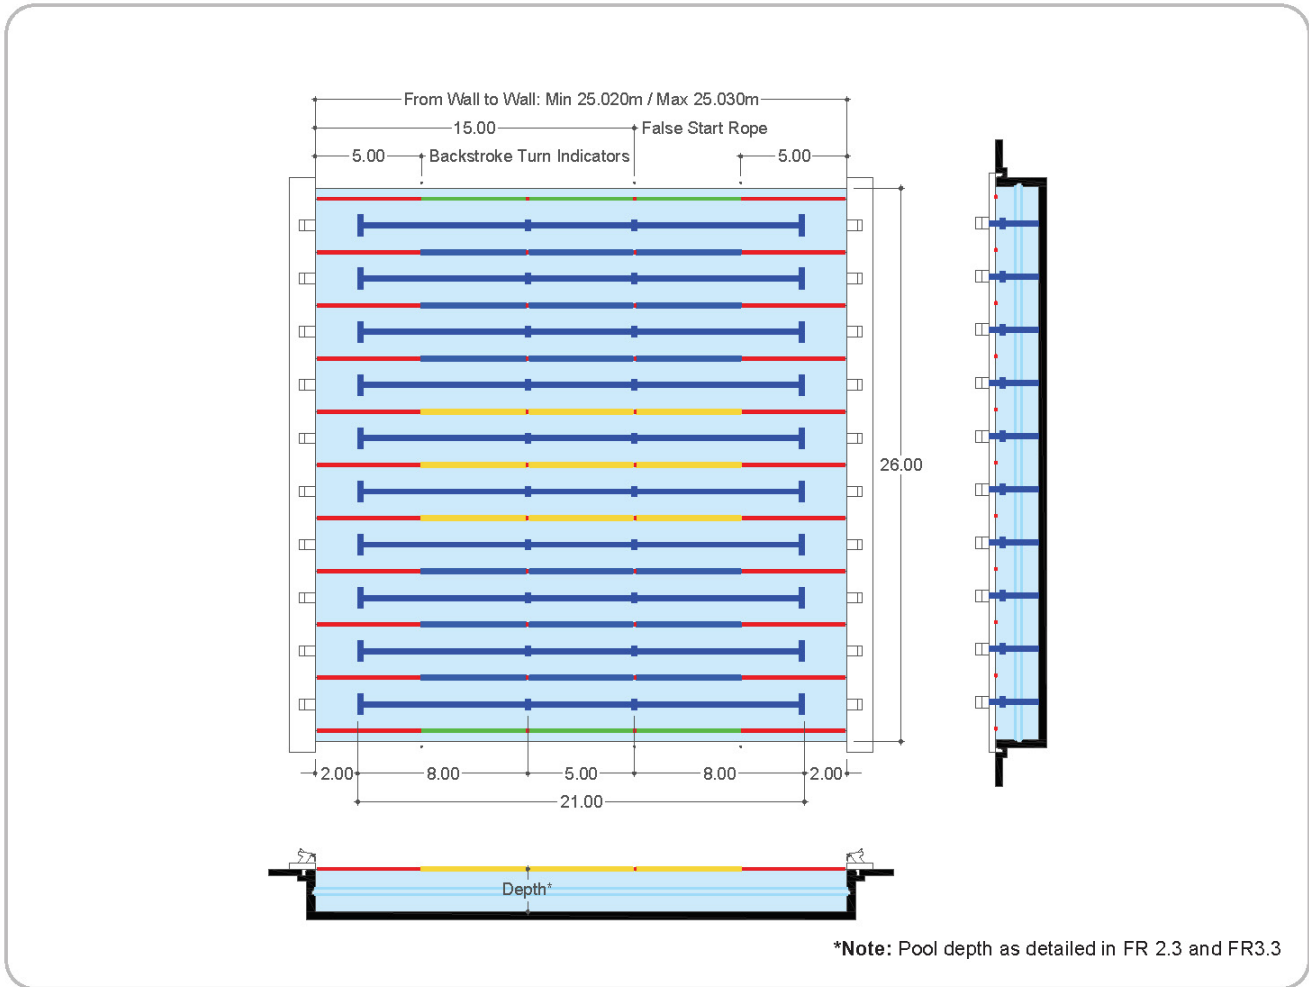 From Wall to Wall: Min 25.020m / Max 25.030m
15.00 False Start Rope
5.00 Backstroke Turn Indicators 5.00
26.00
2.00 8.00 5.00 8.00 2.00
21.00
Depth*
*Note: Pool depth as detailed in FR 2.3 and FR3.3